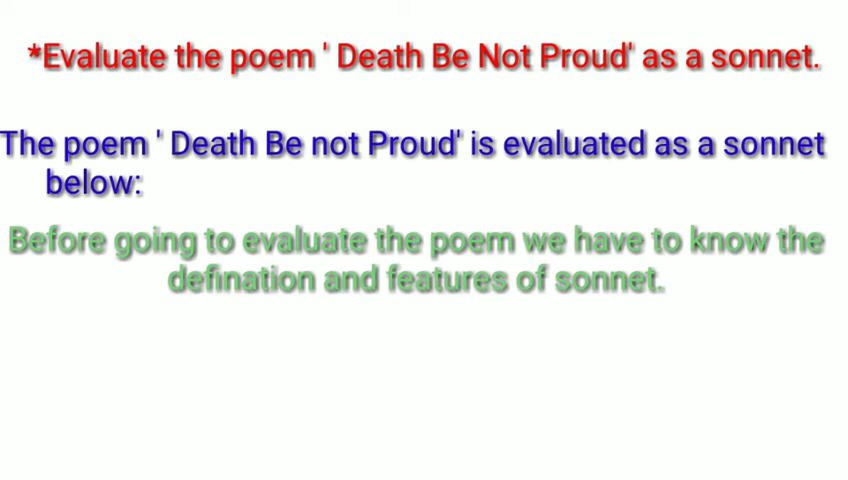 *Evaluate the poem ' Death Be Not Proud' as a sonnet.
The poem ' Death Be not Proud' is evaluated as a sonnet
below:
Before going to evaluate the poem we have to know the
defination and features of sonnet.